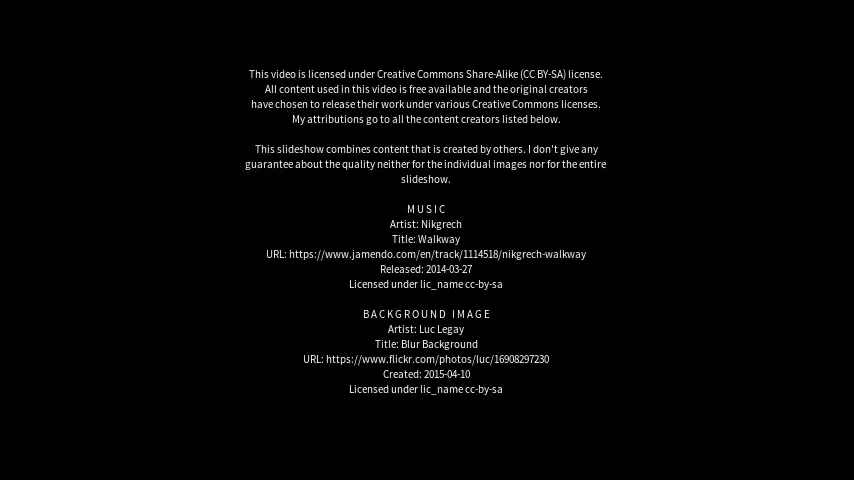 This video is licensed under Creative Commons Share-Alike (CC BY-SA) license.
All content used in this video is free available and the original creators
have chosen to release their work under various Creative Commons licenses.
My attributions go to all the content creators listed below.
This slideshow combines content that is created by others. I don't give any
guarantee about the quality neither for the individual images nor for the entire
slideshow.
MUSIC
Artist: Nikgrech
Title: Walkway
URL: https://www.jamendo.com/en/track/1114518/nikgrech-walkway
Released: 2014-03-27
Licensed under lic_name cc-by-sa
BACKGROUND IMAGE
Artist: Luc Legay
Title: Blur Background
URL: https://www.flickr.com/photos/luc/16908297230
Created: 2015-04-10
Licensed under lic_name cc-by-sa